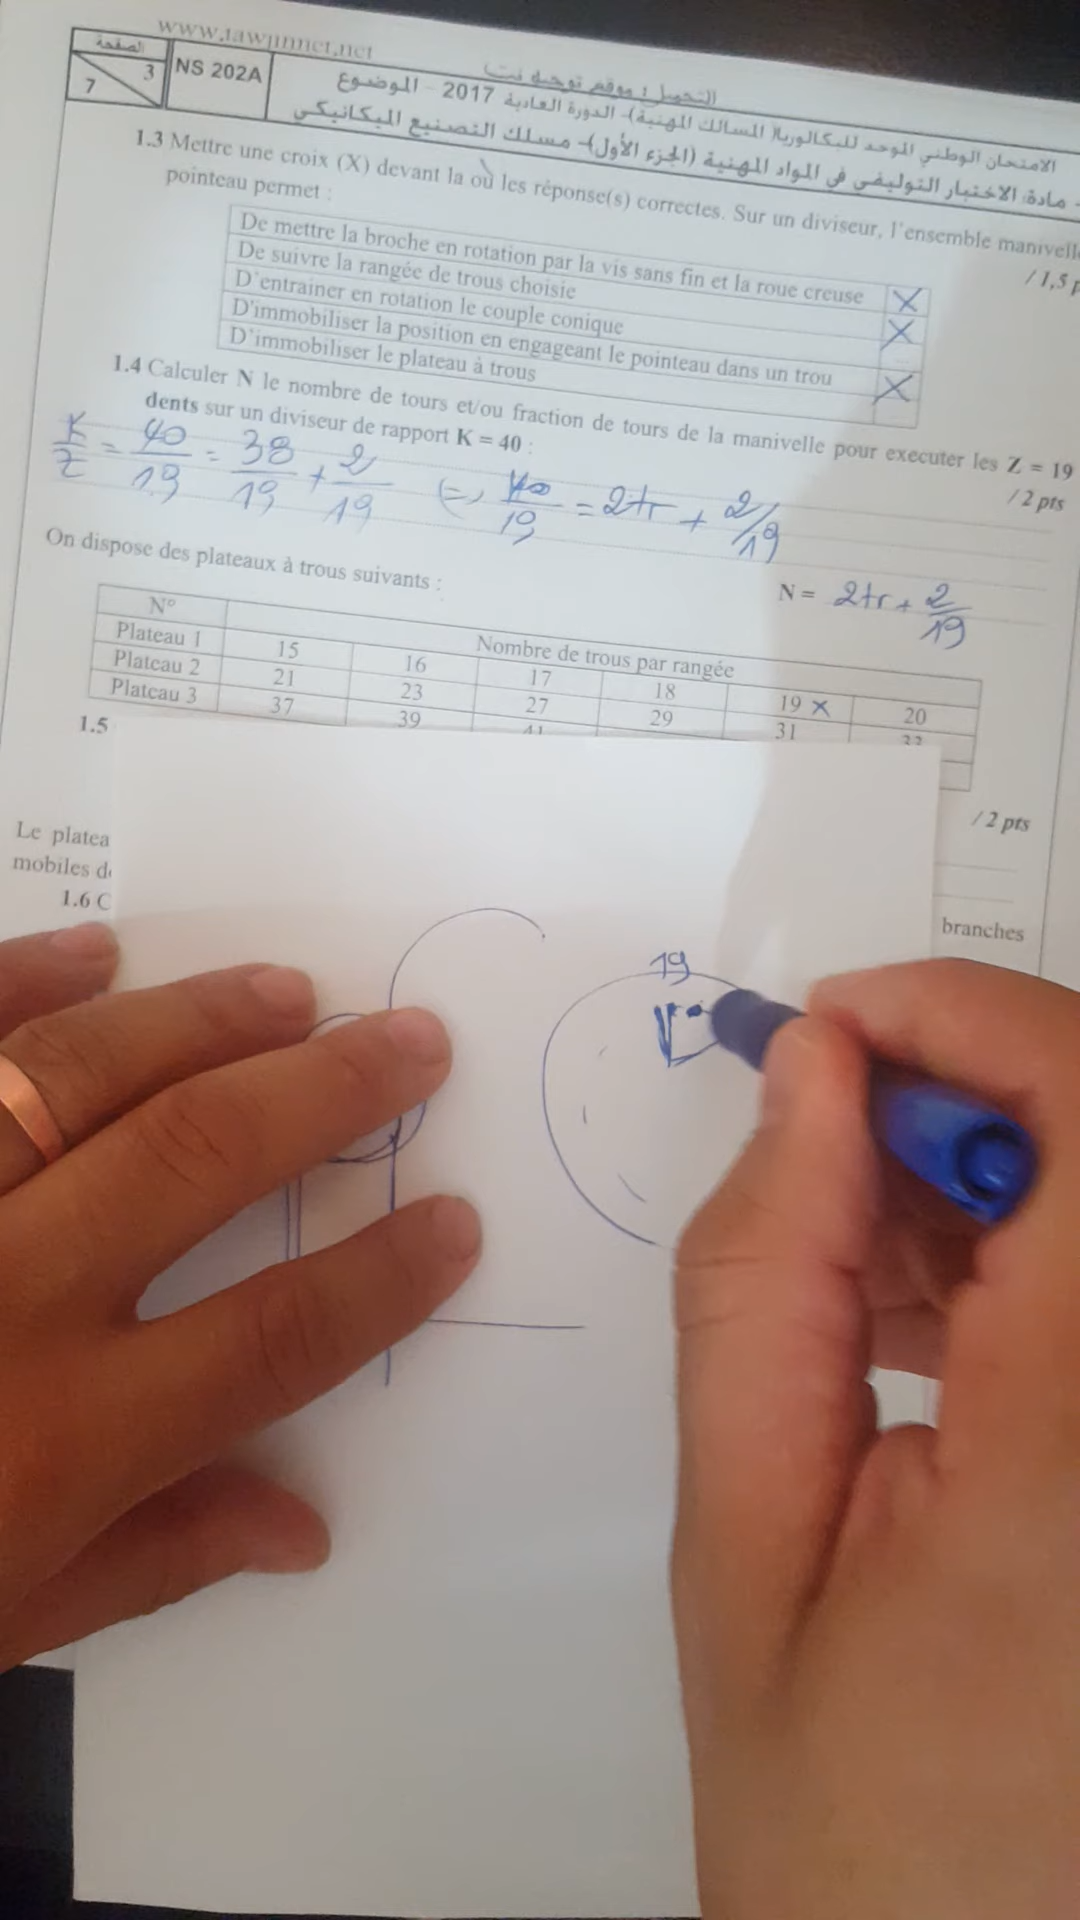 www.tawjihnet.net
الصفحة
3
7
NS 202A
التحميل : موقع توجيه نت
الامتحان الوطني الموحد للبكالوريا (المسالك المهنية) - الدورة العادية 2017 - الموضوع
- مادة: الاختبار التوليفي في المواد المهنية (الجزء الأول) - مسلك التصنيع الميكانيكي
1.3 Mettre une croix (X) devant la où les réponse(s) correctes. Sur un diviseur, l'ensemble manivelle
pointeau permet :
/ 1,5 p
De mettre la broche en rotation par la vis sans fin et la roue creuse X
De suivre la rangée de trous choisie X
D'entrainer en rotation le couple conique
D'immobiliser la position en engageant le pointeau dans un trou X
D'immobiliser le plateau à trous
1.4 Calculer N le nombre de tours et/ou fraction de tours de la manivelle pour executer les Z = 19
dents sur un diviseur de rapport K = 40 :
/ 2 pts
K/Z = 40/19 = 38/19 + 2/19 (=) 40/19 = 2tr + 2/19
N = 2tr + 2/19
On dispose des plateaux à trous suivants :
N° Nombre de trous par rangée
Plateau 1 15 16 17 18 19 X 20
Plateau 2 21 23 27 29 31
Plateau 3 37 39 41
1.5
/ 2 pts
Le platea
mobiles d
branches
1.6 C
19